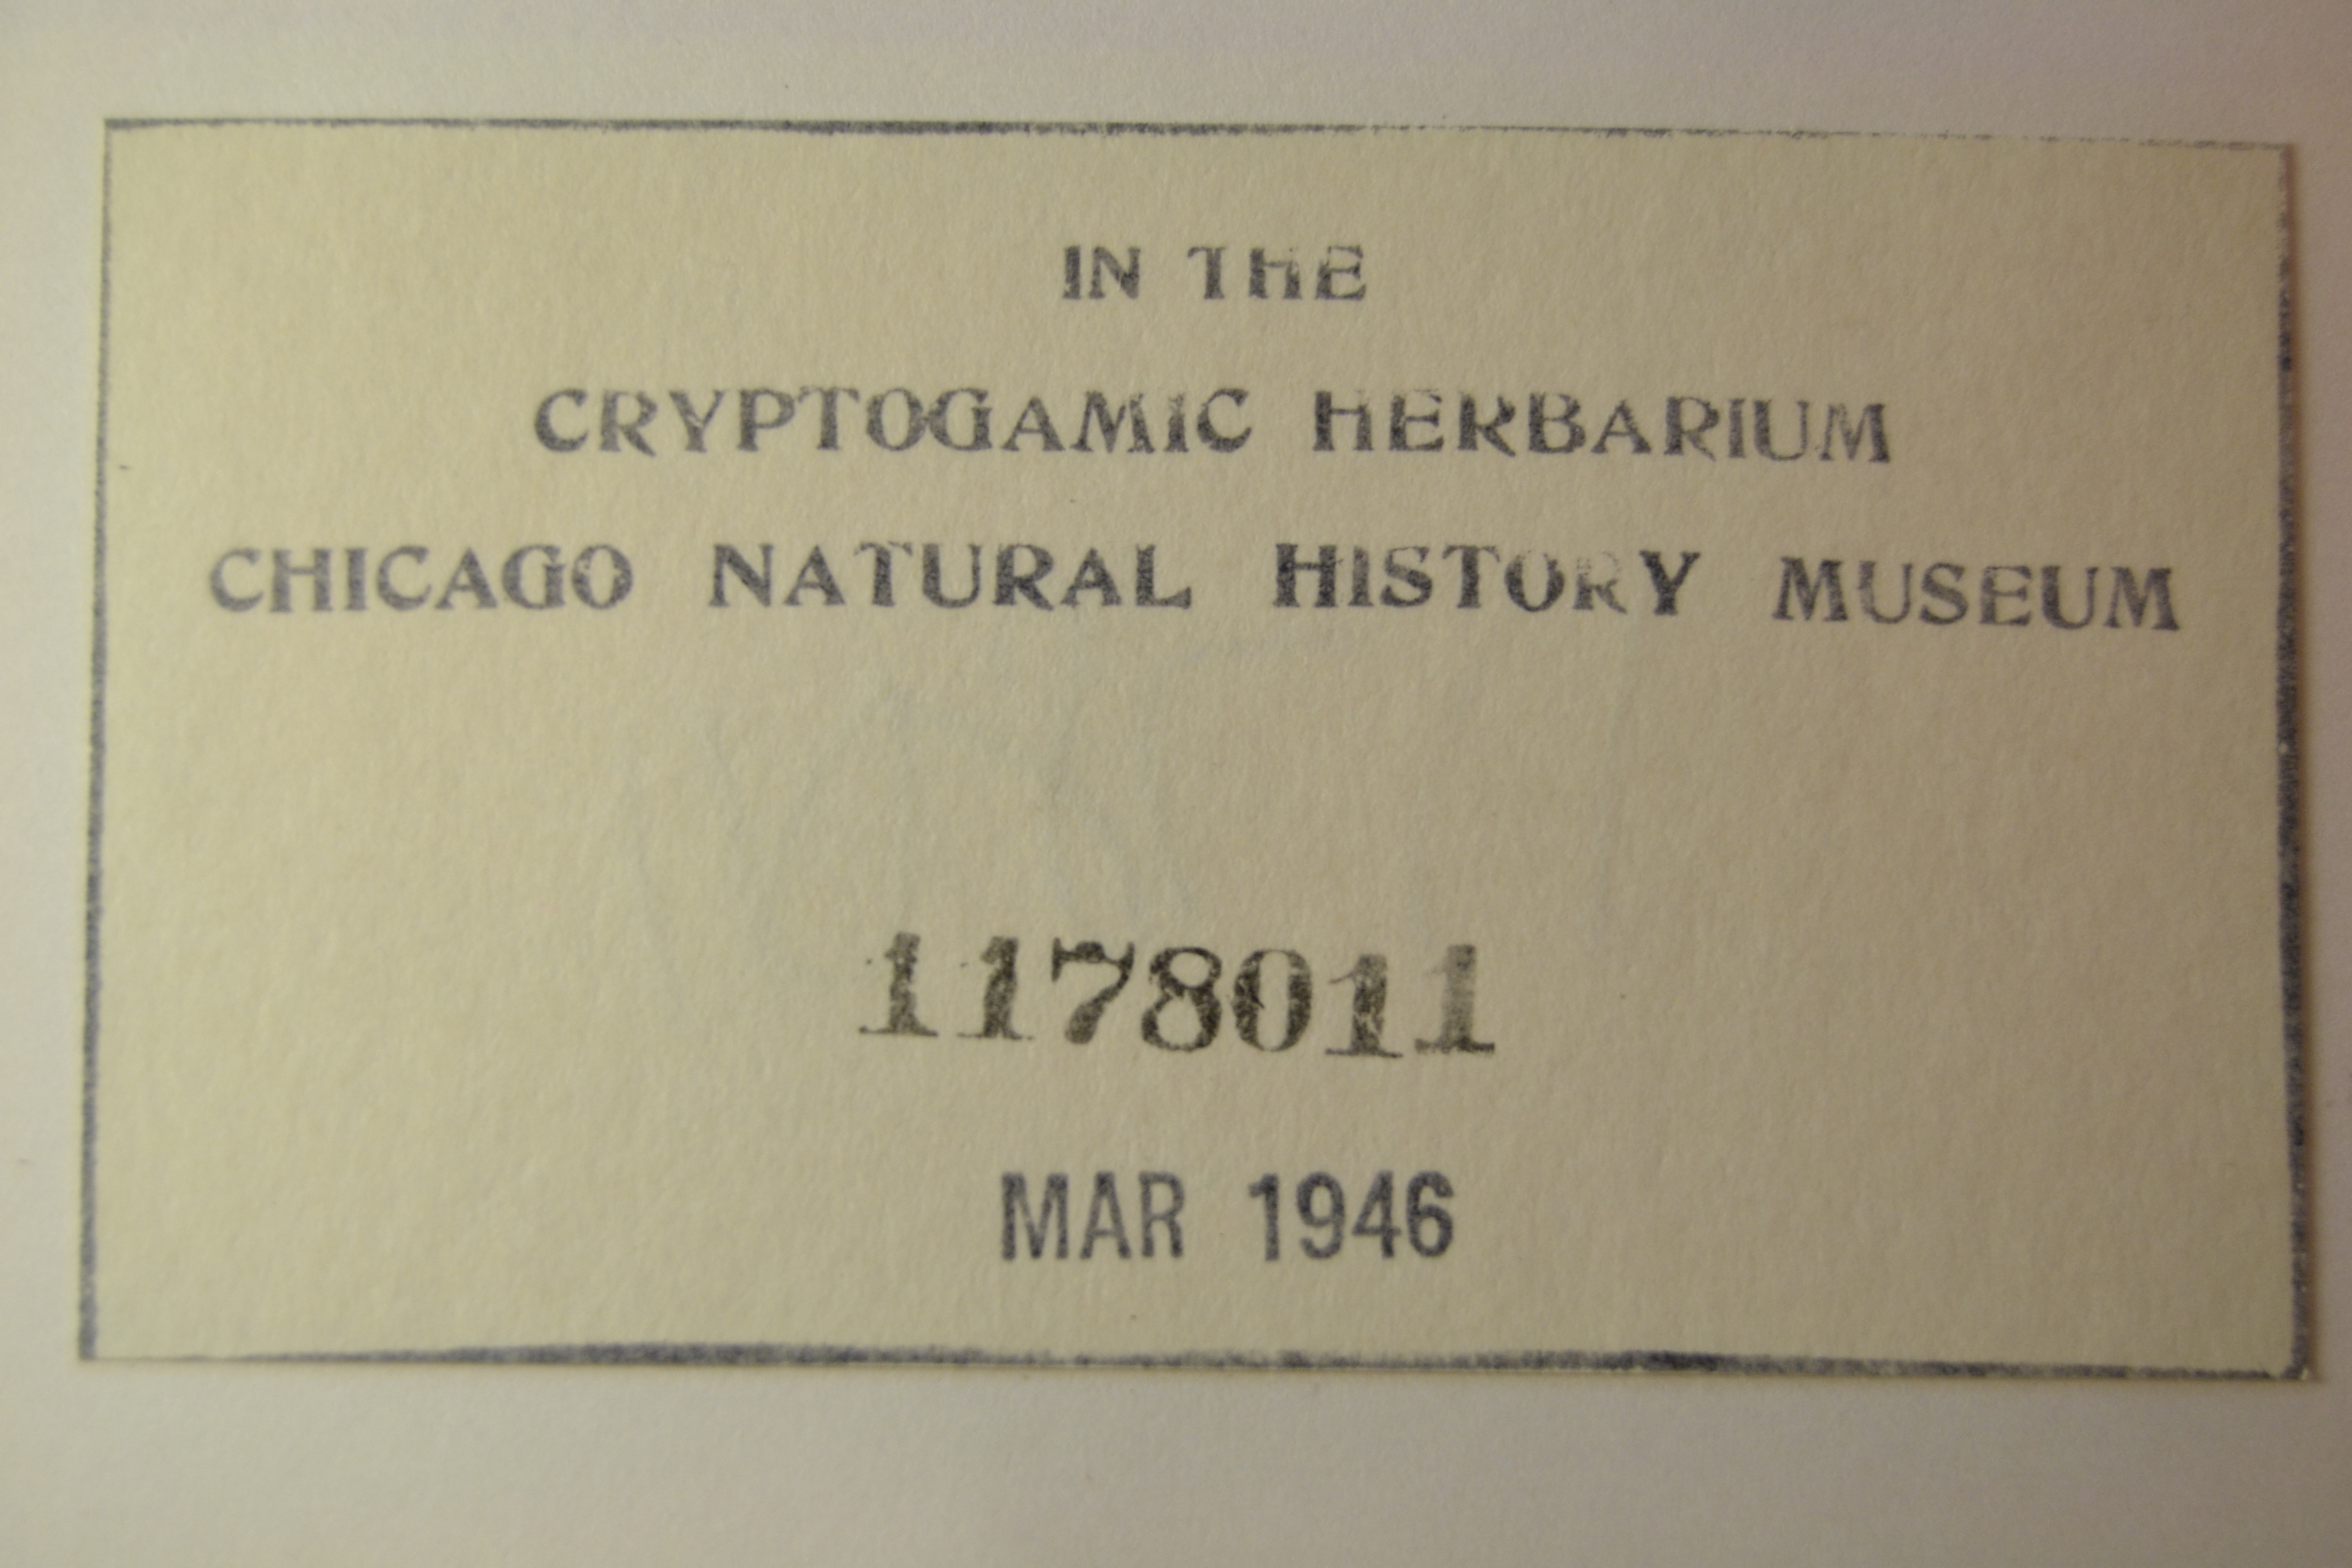 IN THE
CRYPTOGAMIC HERBARIUM
CHICAGO NATURAL HISTORY MUSEUM
1178011
MAR 1946